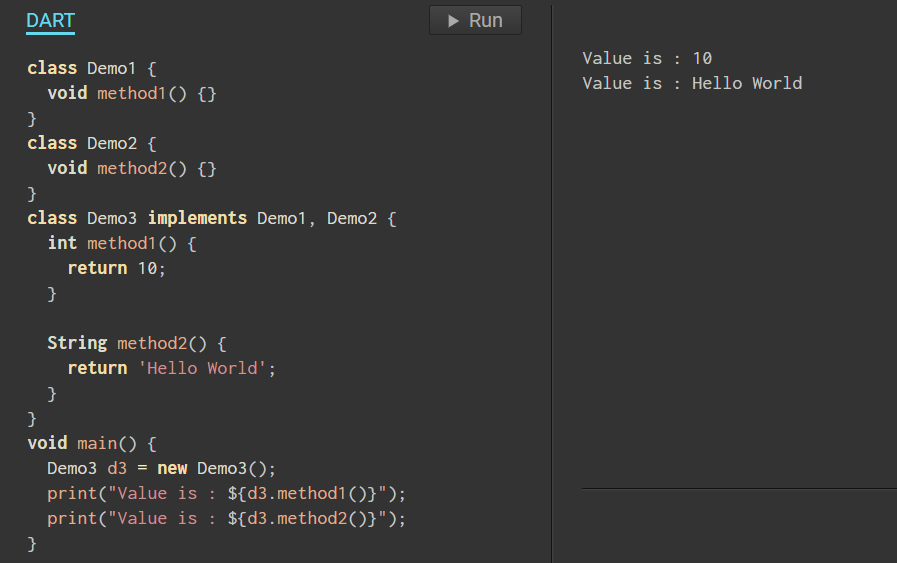 DART
Run
class Demo1 {
  void method1() {}
}
class Demo2 {
  void method2() {}
}
class Demo3 implements Demo1, Demo2 {
  int method1() {
    return 10;
  }

  String method2() {
    return 'Hello World';
  }
}
void main() {
  Demo3 d3 = new Demo3();
  print("Value is : ${d3.method1()}");
  print("Value is : ${d3.method2()}");
}
Value is : 10
Value is : Hello World